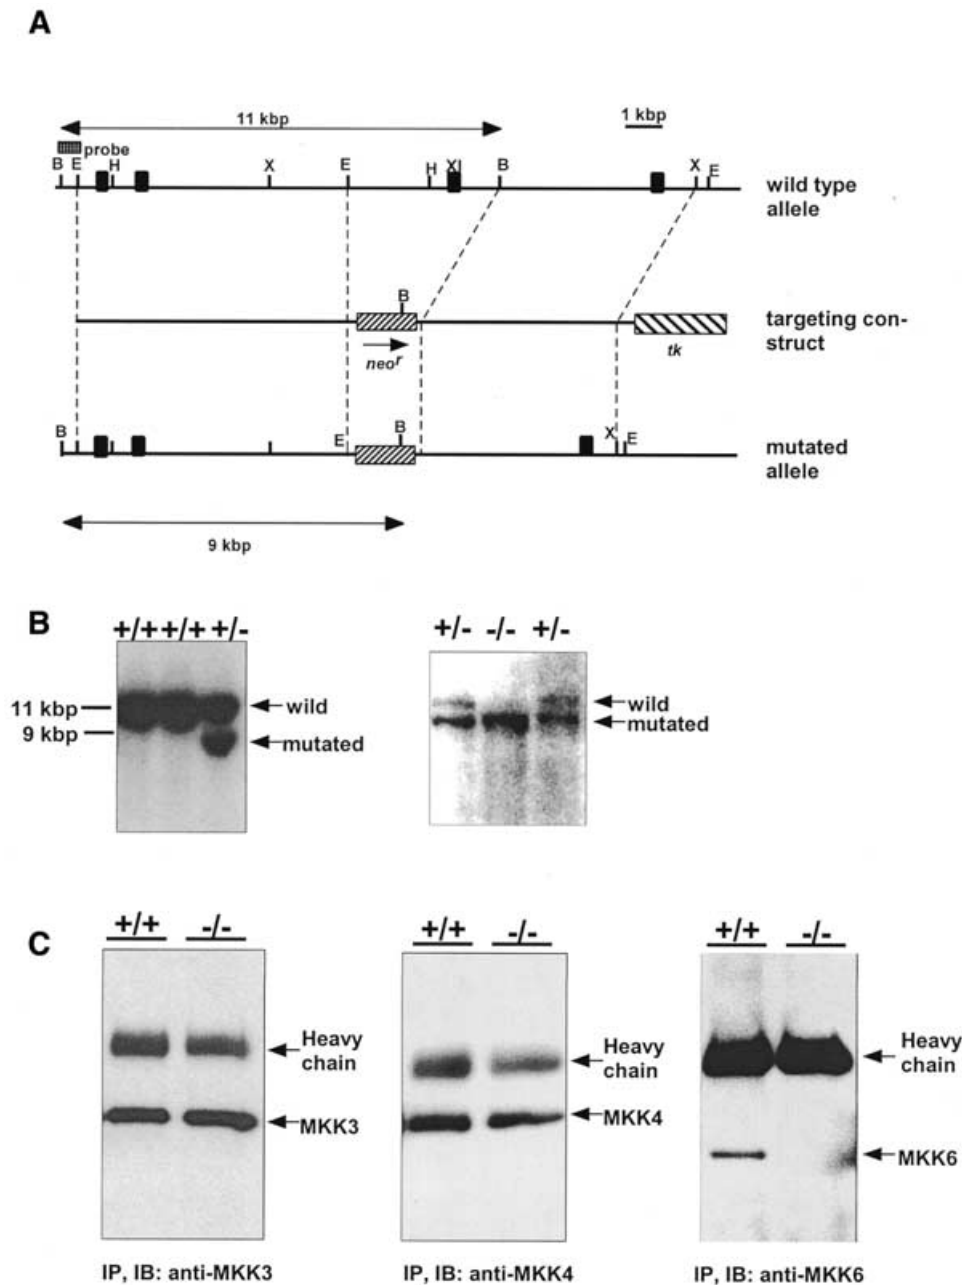 A
11 kbp
1 kbp
probe
B E H X E H XI B X E
wild type
allele
B
targeting con-
struct
neoʳ
tk
B E B X E
mutated
allele
9 kbp
B
+/+ +/+ +/-
+/- -/- +/-
11 kbp
9 kbp
wild
mutated
wild
mutated
C
+/+ -/-
+/+ -/-
+/+ -/-
Heavy
chain
MKK3
Heavy
chain
MKK4
Heavy
chain
MKK6
IP, IB: anti-MKK3
IP, IB: anti-MKK4
IP, IB: anti-MKK6